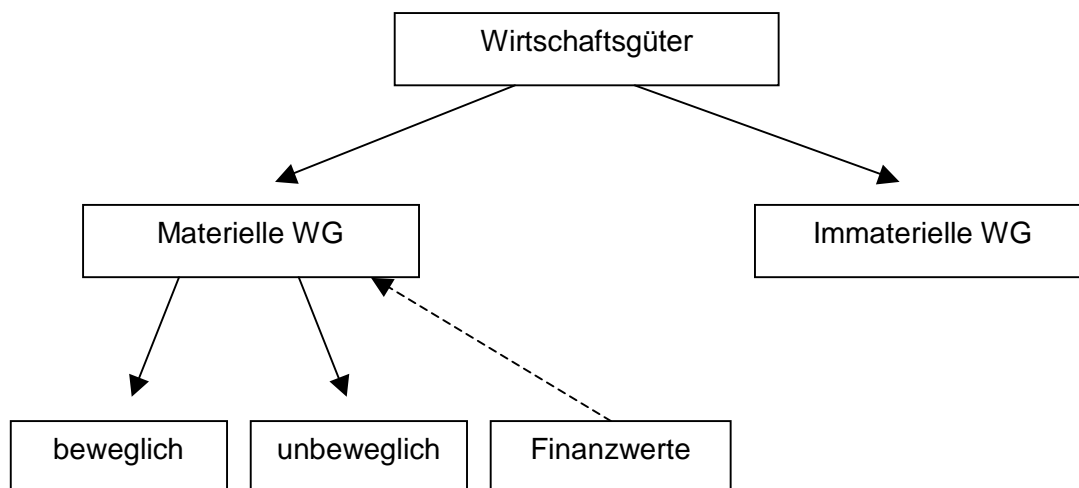 Wirtschaftsgüter
Materielle WG
Immaterielle WG
beweglich
unbeweglich
Finanzwerte